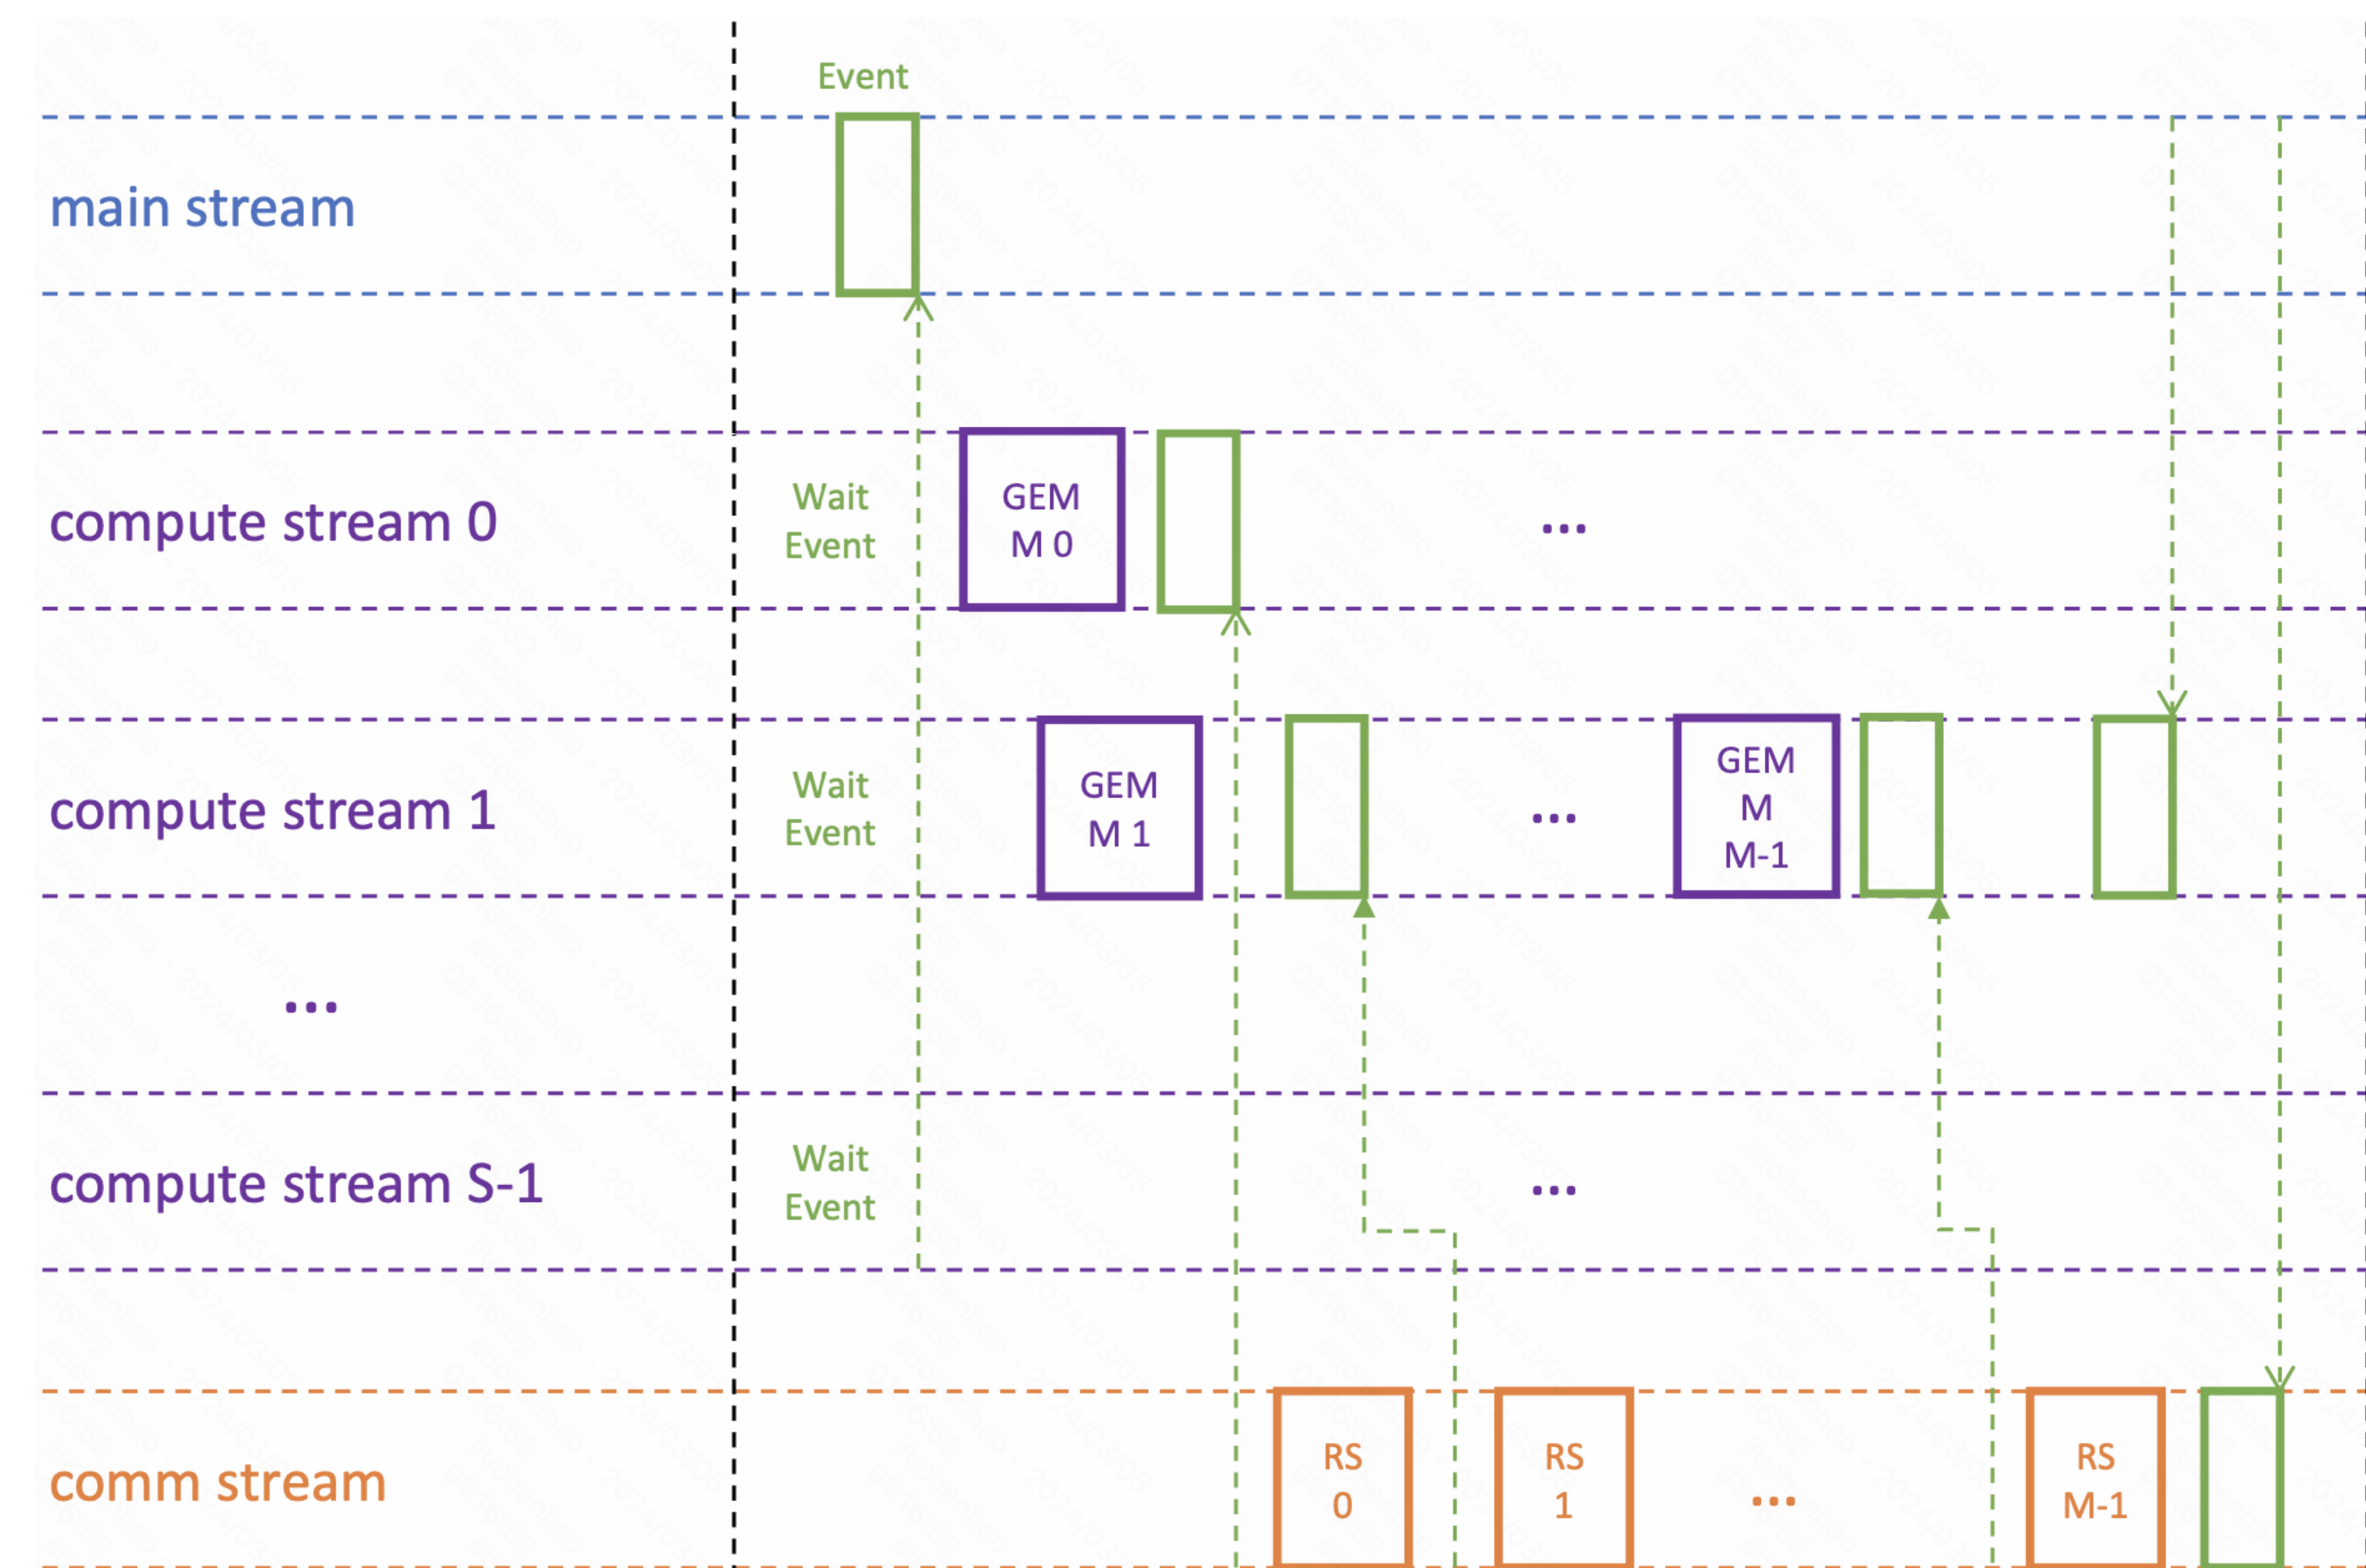 Event
main stream
compute stream 0
Wait
Event
GEM
M 0
...
compute stream 1
Wait
Event
GEM
M 1
...
GEM
M
M-1
...
compute stream S-1
Wait
Event
...
comm stream
RS
0
RS
1
...
RS
M-1